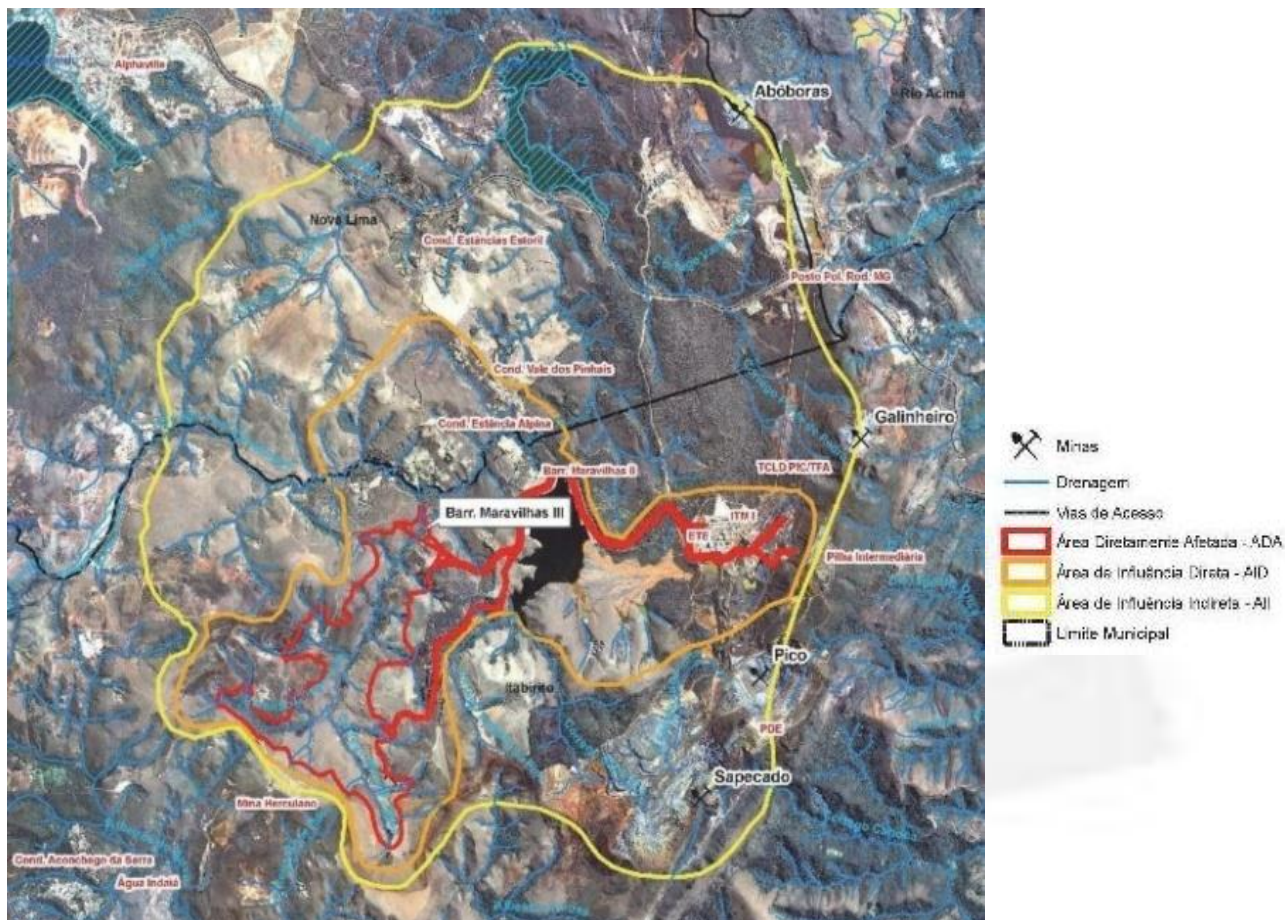 Alphaville
Abóboras
Rio Acima
Nova Lima
Cond. Estâncias Estoril
Posto Pol. Rod. MG
Cond. Vale dos Pinhais
Cond. Estância Alpina
Galinheiro
Barr. Maravilhas II
TCLD PIC/TFA
Barr. Maravilhas III
ITM I
ETE
Pilha Intermediária
Pico
Itabirito
PDE
Sapecado
Mina Herculano
Cond. Aconchego da Serra
Água Indaiá
Minas
Drenagem
Vias de Acesso
Área Diretamente Afetada - ADA
Área de Influência Direta - AID
Área de Influência Indireta - AII
Limite Municipal